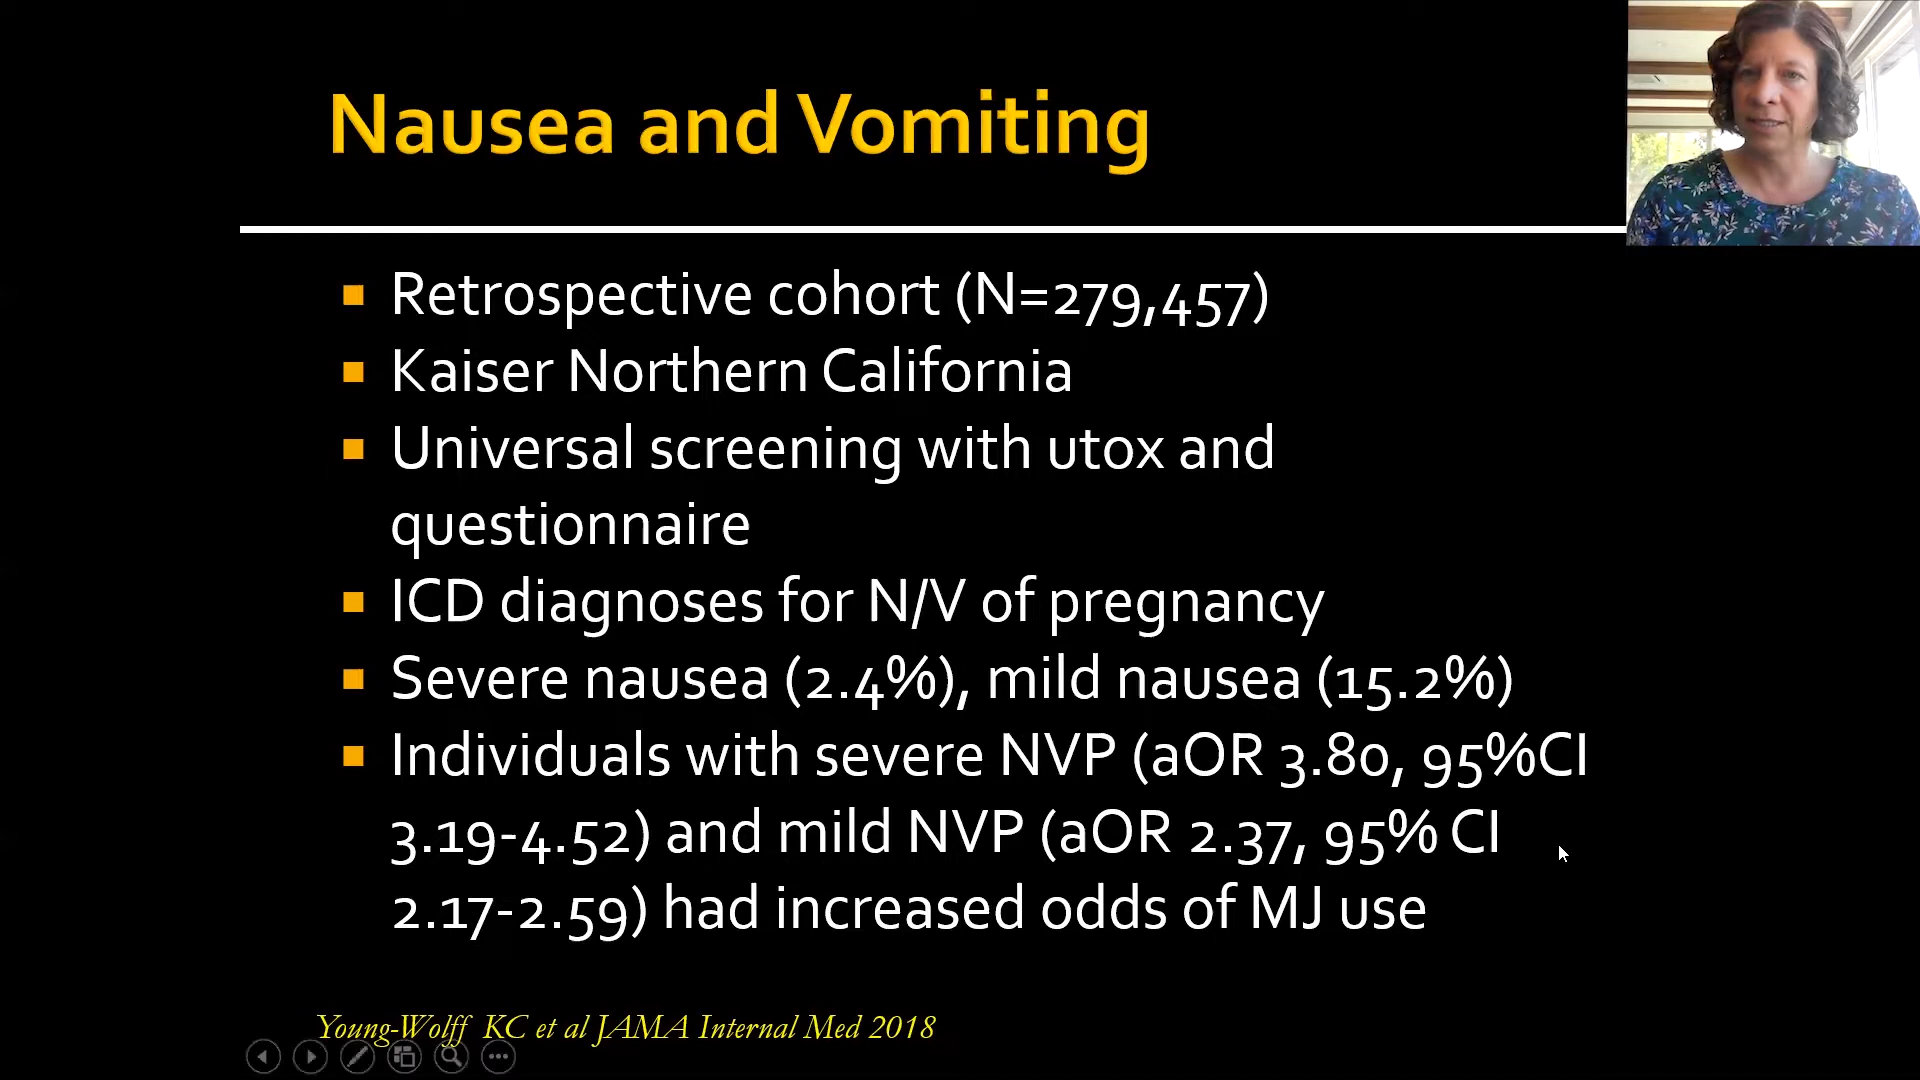 Nausea and Vomiting
Retrospective cohort (N=279,457)
Kaiser Northern California
Universal screening with utox and
questionnaire
ICD diagnoses for N/V of pregnancy
Severe nausea (2.4%), mild nausea (15.2%)
Individuals with severe NVP (aOR 3.80, 95%CI
3.19-4.52) and mild NVP (aOR 2.37, 95% CI
2.17-2.59) had increased odds of MJ use
Young-Wolff KC et al JAMA Internal Med 2018